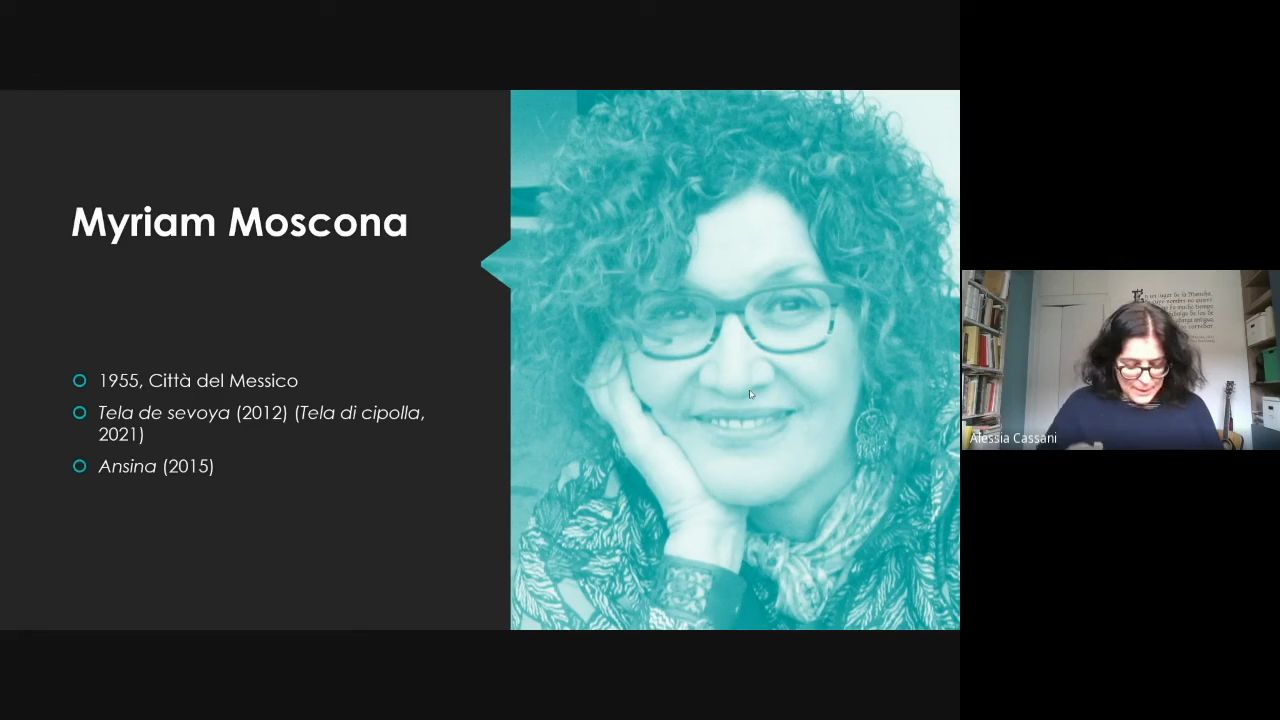 Myriam Moscona
1955, Città del Messico
Tela de sevoya (2012) (Tela di cipolla,
2021)
Ansina (2015)
Alessia Cassani